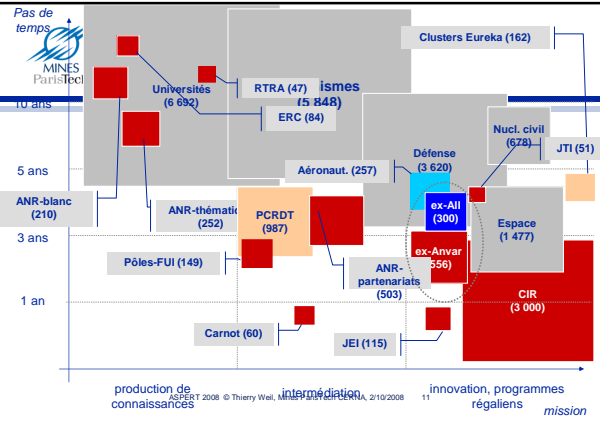 Pas de
temps
MINES
ParisTech
Clusters Eureka (162)
Universités
(6 692)
RTRA (47)
ismes
(5 848)
10 ans
ERC (84)
Nucl. civil
(678)
JTI (51)
Défense
(3 620)
Aéronaut. (257)
5 ans
ANR-blanc
(210)
ANR-thématic
(252)
PCRDT
(987)
ex-AII
(300)
Espace
(1 477)
3 ans
Pôles-FUI (149)
ANR-
partenariats
(503)
ex-Anvar
556)
CIR
(3 000)
1 an
Carnot (60)
JEI (115)
production de
connaissances
intermédiation
innovation, programmes
régaliens
ASPERT 2008 © Thierry Weil, Mines ParisTech CERNA, 2/10/2008 11
mission